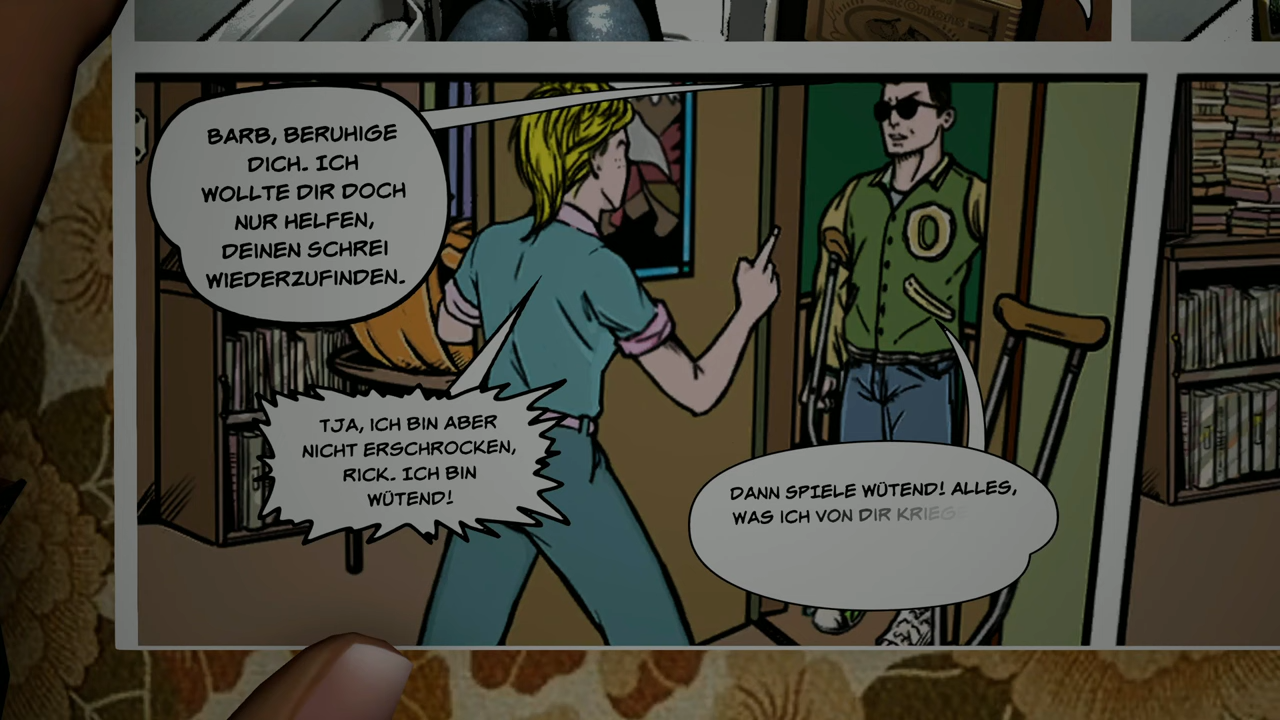 BARB, BERUHIGE
DICH. ICH
WOLLTE DIR DOCH
NUR HELFEN,
DEINEN SCHREI
WIEDERZUFINDEN.
TJA, ICH BIN ABER
NICHT ERSCHROCKEN,
RICK. ICH BIN
WÜTEND!
O
DANN SPIELE WÜTEND! ALLES,
WAS ICH VON DIR KRIEGE